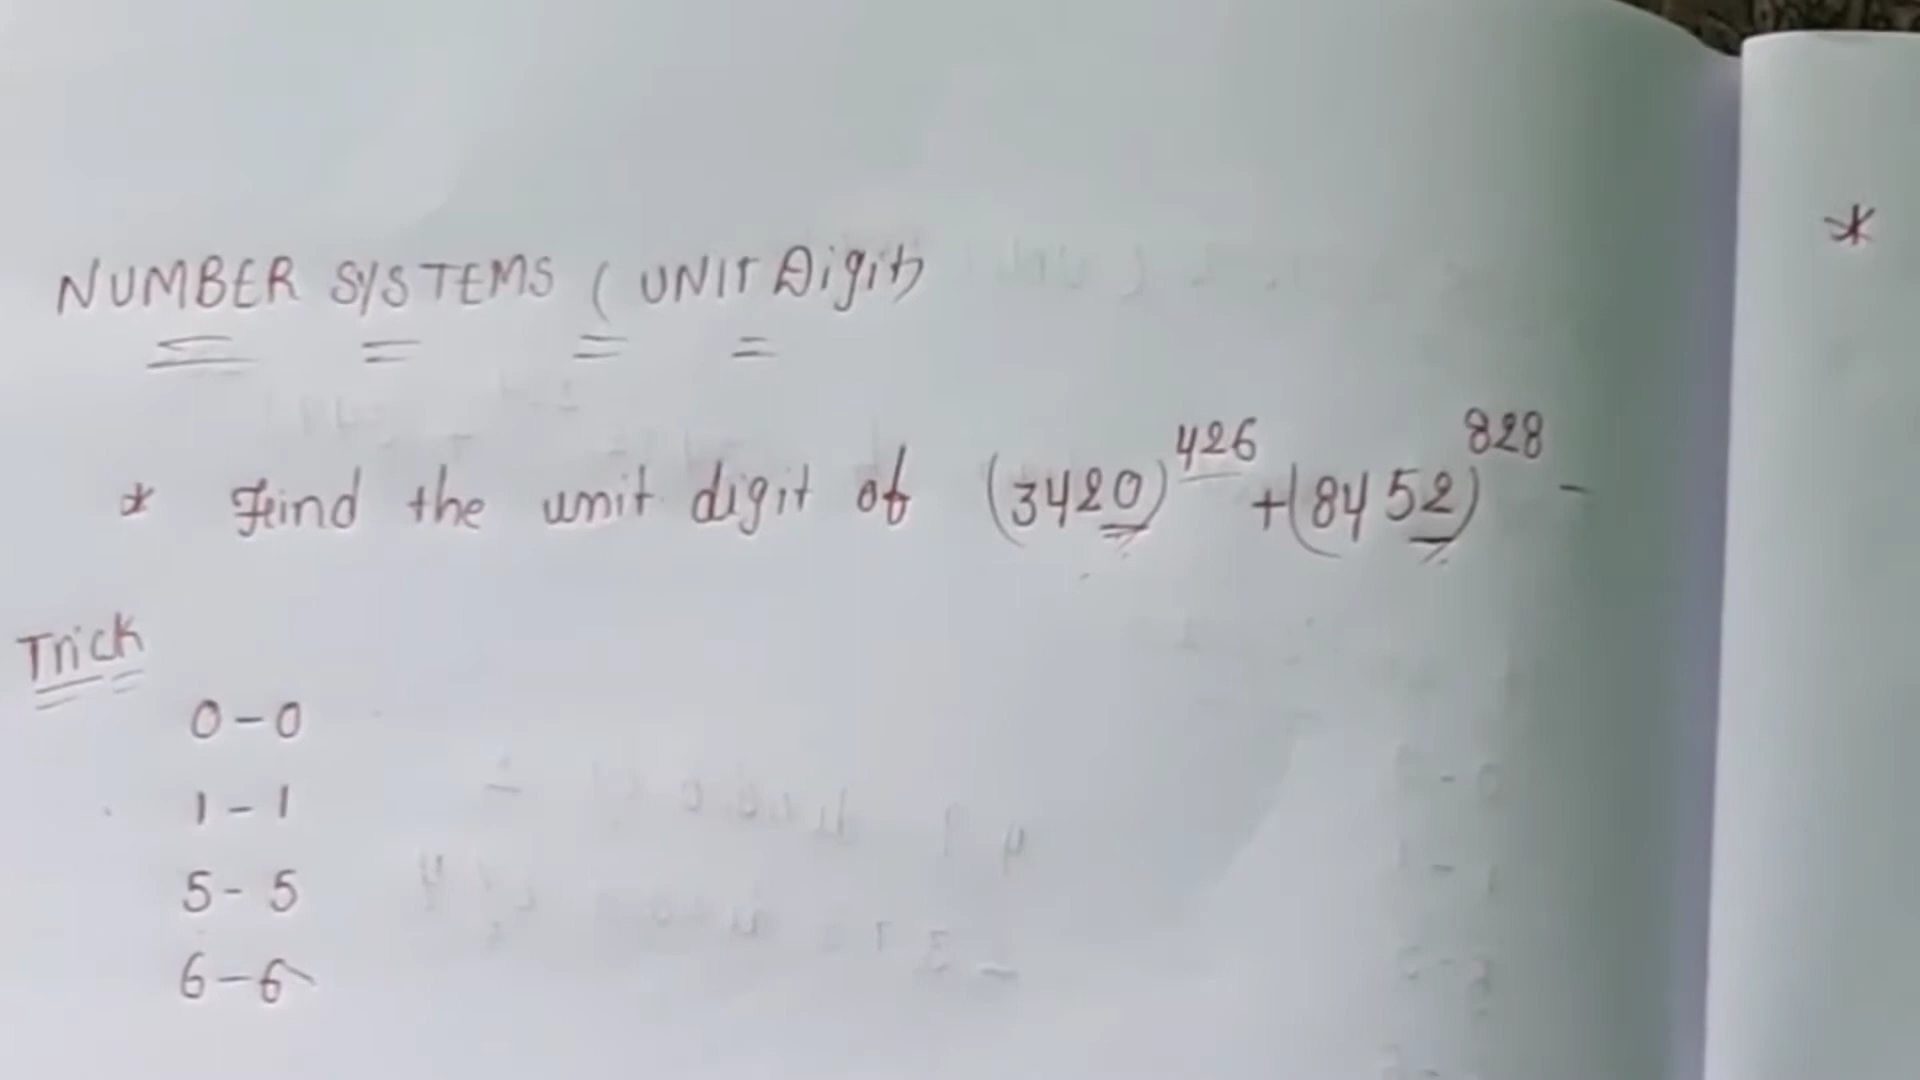 NUMBER SYSTEMS (UNIT Digit)
* Find the unit digit of (3420)^426 + (8452)^828 -
Trick
0-0
1-1
5-5
6-6
*